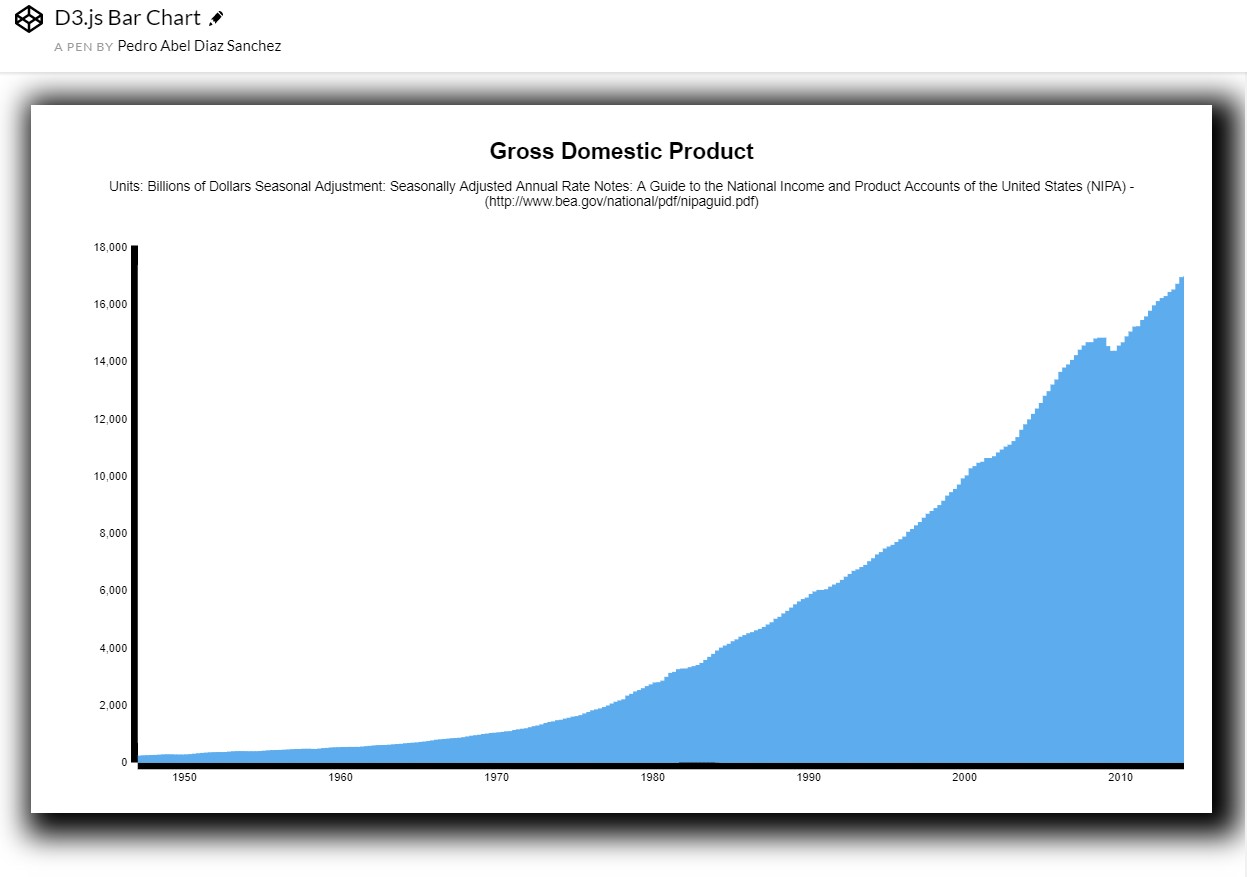 D3.js Bar Chart
A PEN BY Pedro Abel Diaz Sanchez
Gross Domestic Product
Units: Billions of Dollars Seasonal Adjustment: Seasonally Adjusted Annual Rate Notes: A Guide to the National Income and Product Accounts of the United States (NIPA) -
(http://www.bea.gov/national/pdf/nipaguid.pdf)
18,000
16,000
14,000
12,000
10,000
8,000
6,000
4,000
2,000
0
1950 1960 1970 1980 1990 2000 2010